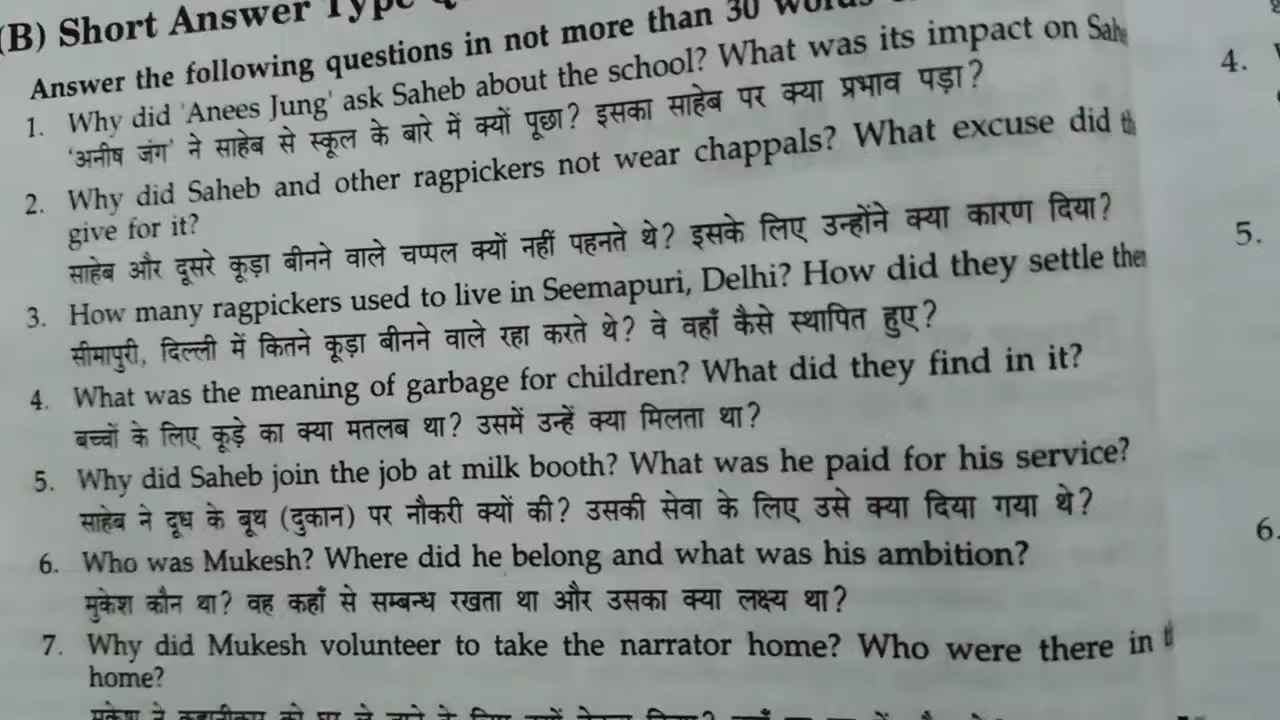 (B) Short Answer Type
Answer the following questions in not more than 30 words
1. Why did 'Anees Jung' ask Saheb about the school? What was its impact on
'अनीष जंग' ने साहेब से स्कूल के बारे में क्यों पूछा? इसका साहेब पर क्या प्रभाव पड़ा?
2. Why did Saheb and other ragpickers not wear chappals? What excuse did
give for it?
साहेब और दूसरे कूड़ा बीनने वाले चप्पल क्यों नहीं पहनते थे? इसके लिए उन्होंने क्या कारण दिया?
3. How many ragpickers used to live in Seemapuri, Delhi? How did they settle
सीमापुरी, दिल्ली में कितने कूड़ा बीनने वाले रहा करते थे? वे वहाँ कैसे स्थापित हुए?
4. What was the meaning of garbage for children? What did they find in it?
बच्चों के लिए कूड़े का क्या मतलब था? उसमें उन्हें क्या मिलता था?
5. Why did Saheb join the job at milk booth? What was he paid for his service?
साहेब ने दूध के बूथ (दुकान) पर नौकरी क्यों की? उसकी सेवा के लिए उसे क्या दिया गया थे?
6. Who was Mukesh? Where did he belong and what was his ambition?
मुकेश कौन था? वह कहाँ से सम्बन्ध रखता था और उसका क्या लक्ष्य था?
7. Why did Mukesh volunteer to take the narrator home? Who were there in
home?
4.
5.
6.